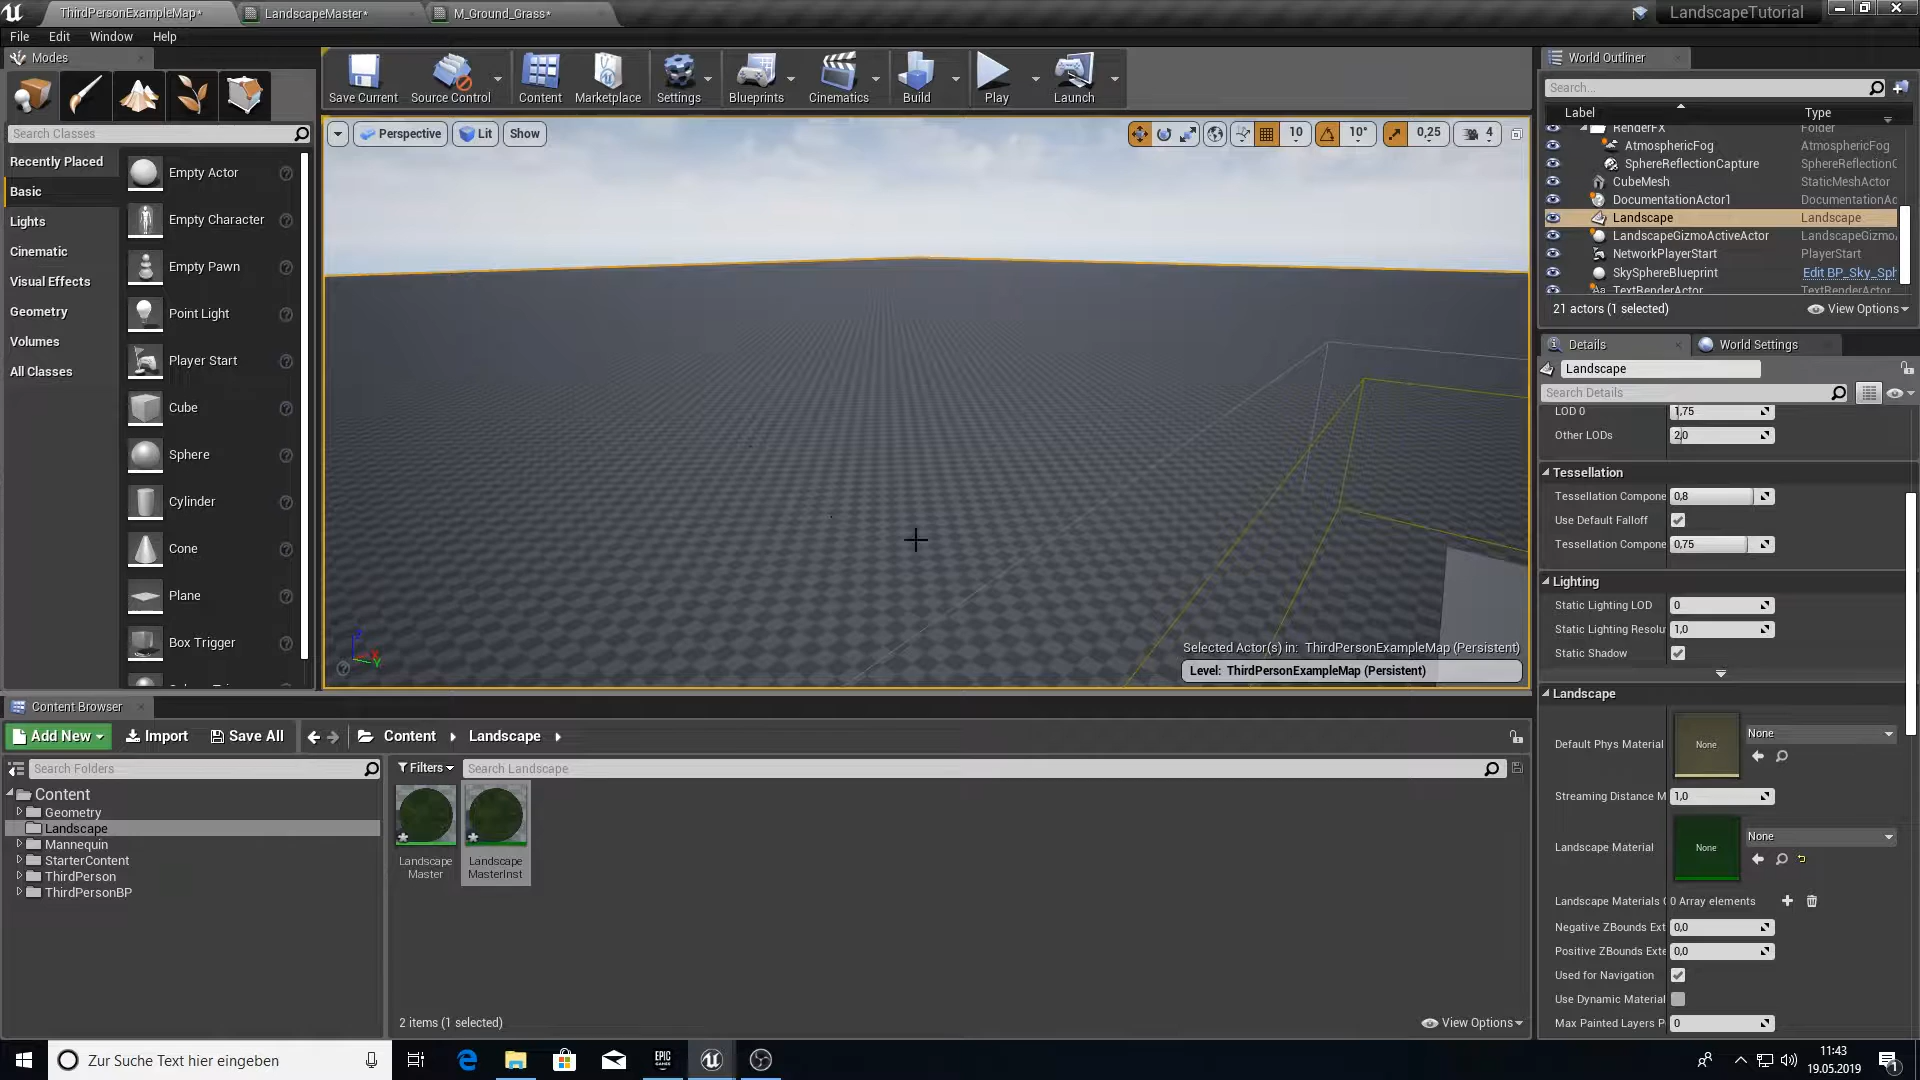 ThirdPersonExampleMap*
LandscapeMaster*
M_Ground_Grass*
LandscapeTutorial
File Edit Window Help
Modes
Search Classes
Recently Placed
Basic
Lights
Cinematic
Visual Effects
Geometry
Volumes
All Classes
Empty Actor
Empty Character
Empty Pawn
Point Light
Player Start
Cube
Sphere
Cylinder
Cone
Plane
Box Trigger
Save Current
Source Control
Content
Marketplace
Settings
Blueprints
Cinematics
Build
Play
Launch
Perspective
Lit
Show
10
10°
0,25
4
Selected Actor(s) in: ThirdPersonExampleMap (Persistent)
Level: ThirdPersonExampleMap (Persistent)
World Outliner
Search...
Label Type
RenderFX Folder
AtmosphericFog AtmosphericFog
SphereReflectionCapture SphereReflectionC
CubeMesh StaticMeshActor
DocumentationActor1 DocumentationAc
Landscape Landscape
LandscapeGizmoActiveActor LandscapeGizmo
NetworkPlayerStart PlayerStart
SkySphereBlueprint Edit BP_Sky_Sph
TextRenderActor TextRenderActor
21 actors (1 selected)
View Options
Details
World Settings
Landscape
Search Details
LOD 0 1,75
Other LODs 2,0
Tessellation
Tessellation Compone 0,8
Use Default Falloff
Tessellation Compone 0,75
Lighting
Static Lighting LOD 0
Static Lighting Resolu 1,0
Static Shadow
Landscape
Default Phys Material None None
Streaming Distance M 1,0
Landscape Material None None
Landscape Materials 0 Array elements
Negative ZBounds Ext 0,0
Positive ZBounds Exte 0,0
Used for Navigation
Use Dynamic Material
Max Painted Layers P 0
Content Browser
Add New Import Save All Content Landscape
Search Folders
Filters
Search Landscape
Content
Geometry
Landscape
Mannequin
StarterContent
ThirdPerson
ThirdPersonBP
Landscape
Master
Landscape
MasterInst
2 items (1 selected)
View Options
Zur Suche Text hier eingeben
EPIC
GAMES
11:43
19.05.2019
1